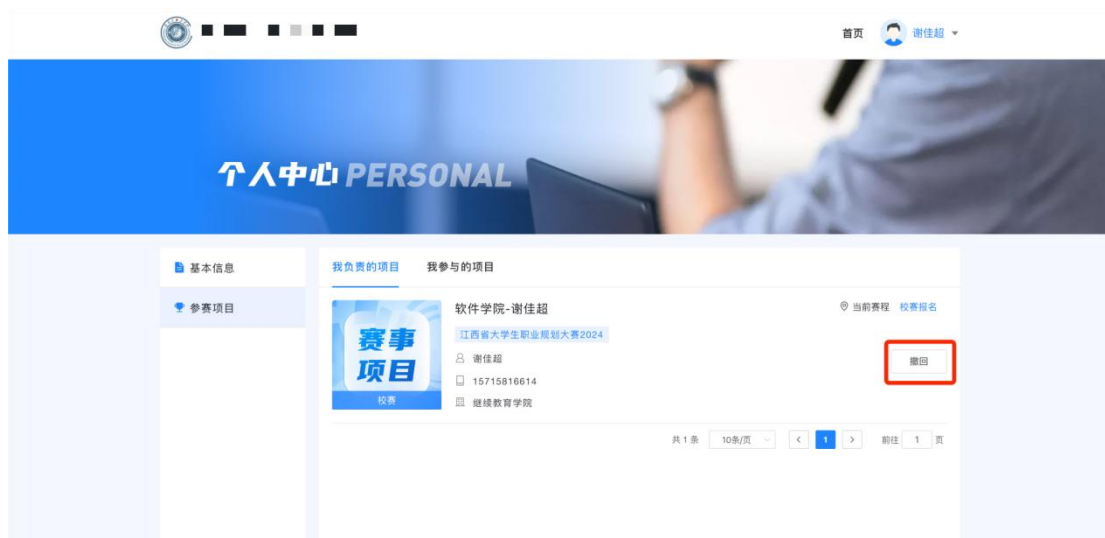 首页 谢佳超
个人中心 PERSONAL
基本信息
参赛项目
我负责的项目 我参与的项目
赛事
项目
校赛
软件学院-谢佳超
当前赛程 校赛报名
江西省大学生职业规划大赛2024
谢佳超
撤回
15715816614
继续教育学院
共 1 条 10条/页 1 前往 1 页